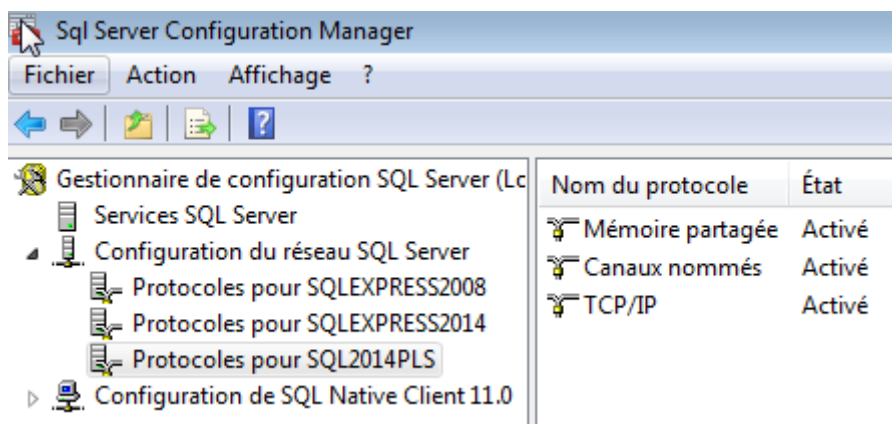 Sql Server Configuration Manager
Fichier Action Affichage ?
Gestionnaire de configuration SQL Server (Lc
Services SQL Server
Configuration du réseau SQL Server
Protocoles pour SQLEXPRESS2008
Protocoles pour SQLEXPRESS2014
Protocoles pour SQL2014PLS
Configuration de SQL Native Client 11.0
Nom du protocole État
Mémoire partagée Activé
Canaux nommés Activé
TCP/IP Activé